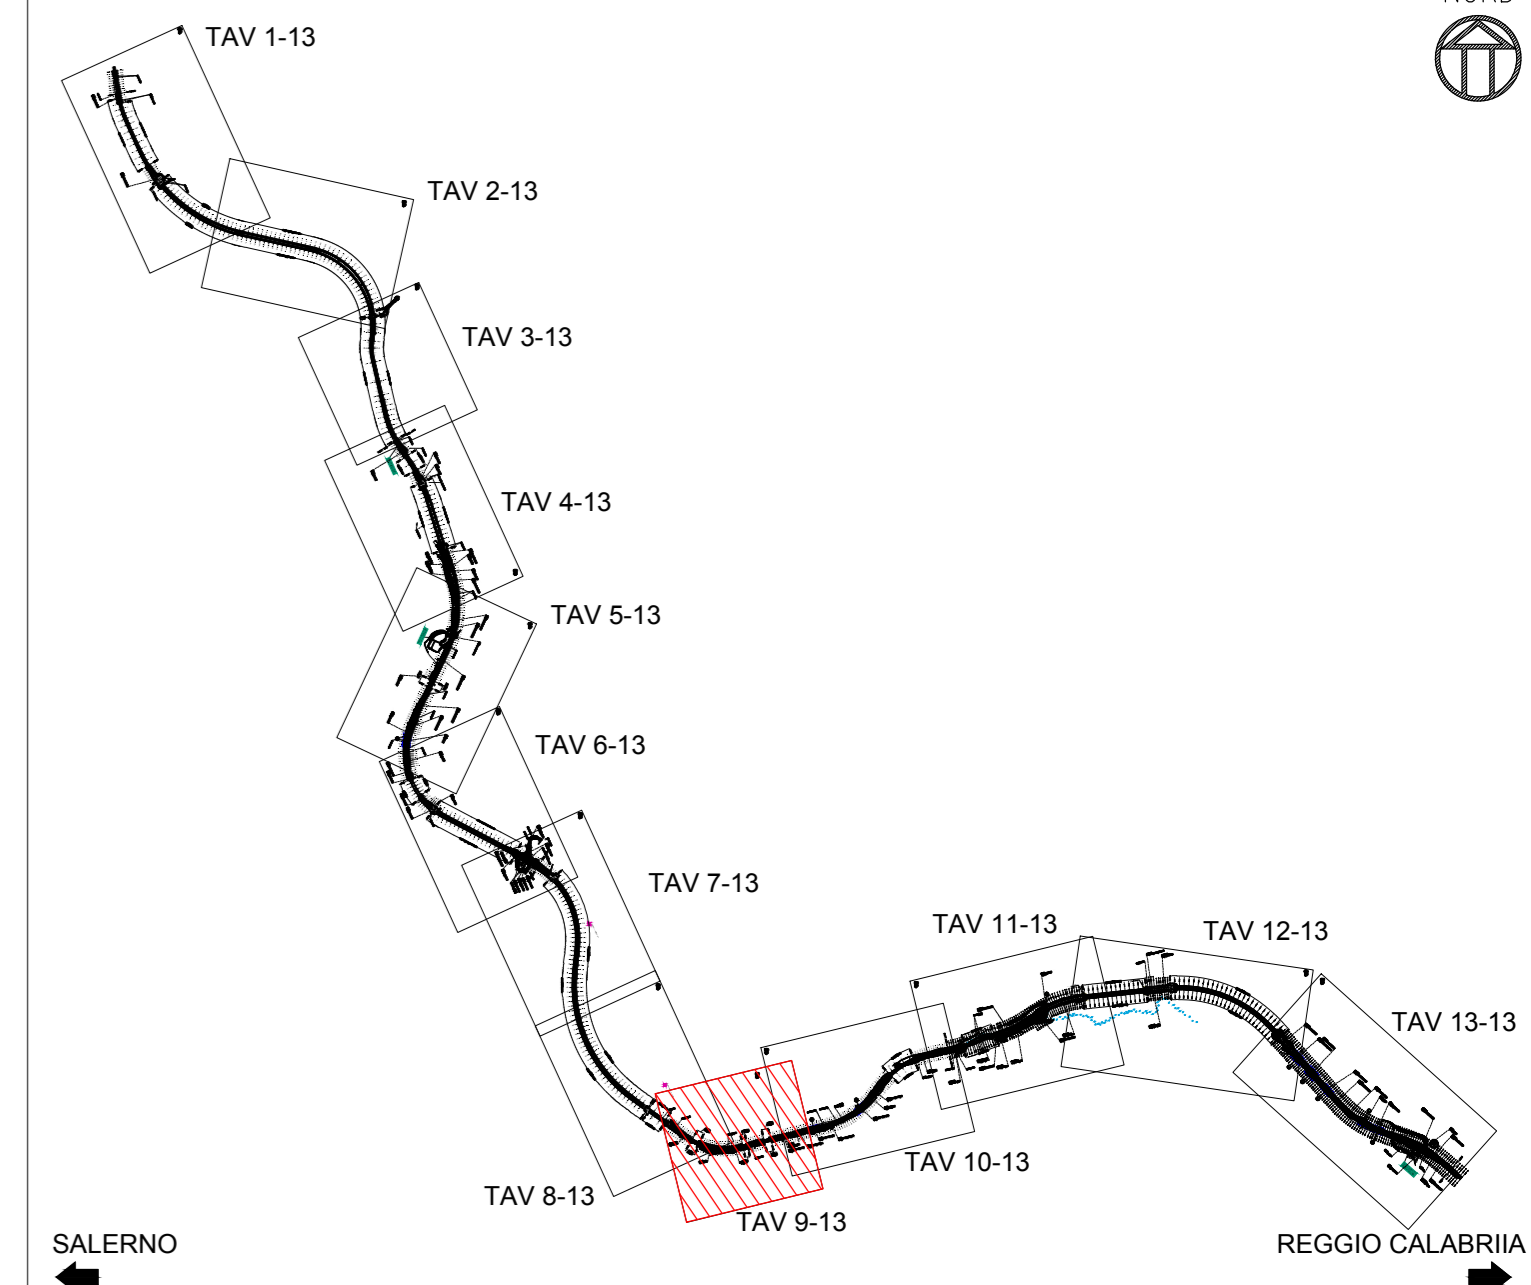 TAV 1-13
TAV 2-13
TAV 3-13
TAV 4-13
TAV 5-13
TAV 6-13
TAV 7-13
TAV 11-13
TAV 12-13
TAV 13-13
TAV 10-13
TAV 8-13
TAV 9-13
SALERNO
REGGIO CALABRIIA